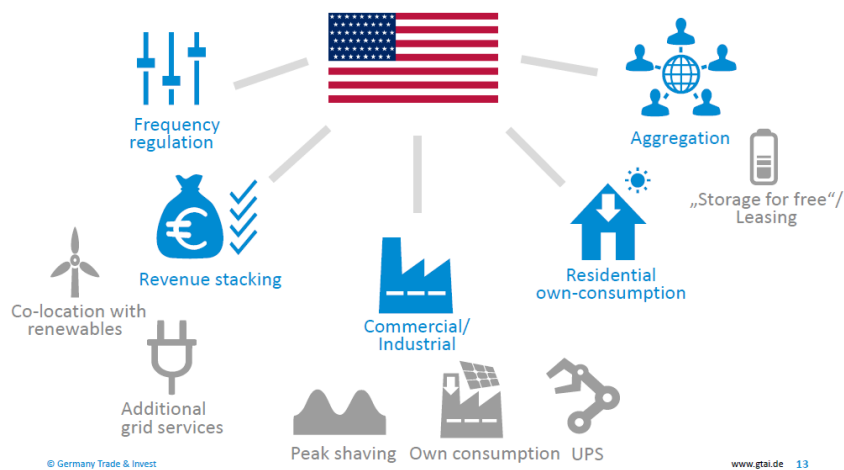 Frequency
regulation
Aggregation
„Storage for free“/
Leasing
€
Revenue stacking
Residential
own-consumption
Co-location with
renewables
Commercial/
Industrial
Additional
grid services
Peak shaving
Own consumption
UPS
© Germany Trade & Invest
www.gtai.de 13